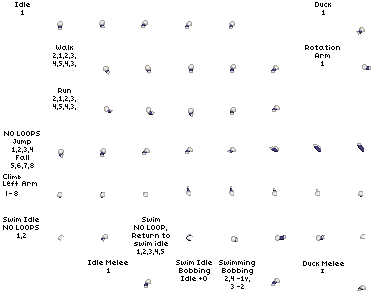 Idle
1
Duck
1
Walk
2,1,2,3,
4,5,4,3,
Rotation
Arm
1
Run
2,1,2,3,
4,5,4,3,
NO LOOPS
Jump
1,2,3,4
Fall
5,6,7,8
Climb
Left Arm
1 - 8
Swim Idle
NO LOOPS
1,2
Swim
NO LOOP,
Return to
swim idle
1,2,3,4,5
Idle Melee
1
Swim Idle
Bobbing
Idle +0
Swimming
Bobbing
2,4 -1v,
3 -2
Duck Melee
1